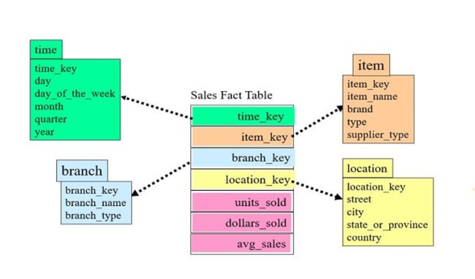 time
time_key
day
day_of_the_week
month
quarter
year
item
item_key
item_name
brand
type
supplier_type
Sales Fact Table
time_key
item_key
branch_key
location_key
units_sold
dollars_sold
avg_sales
branch
branch_key
branch_name
branch_type
location
location_key
street
city
state_or_province
country